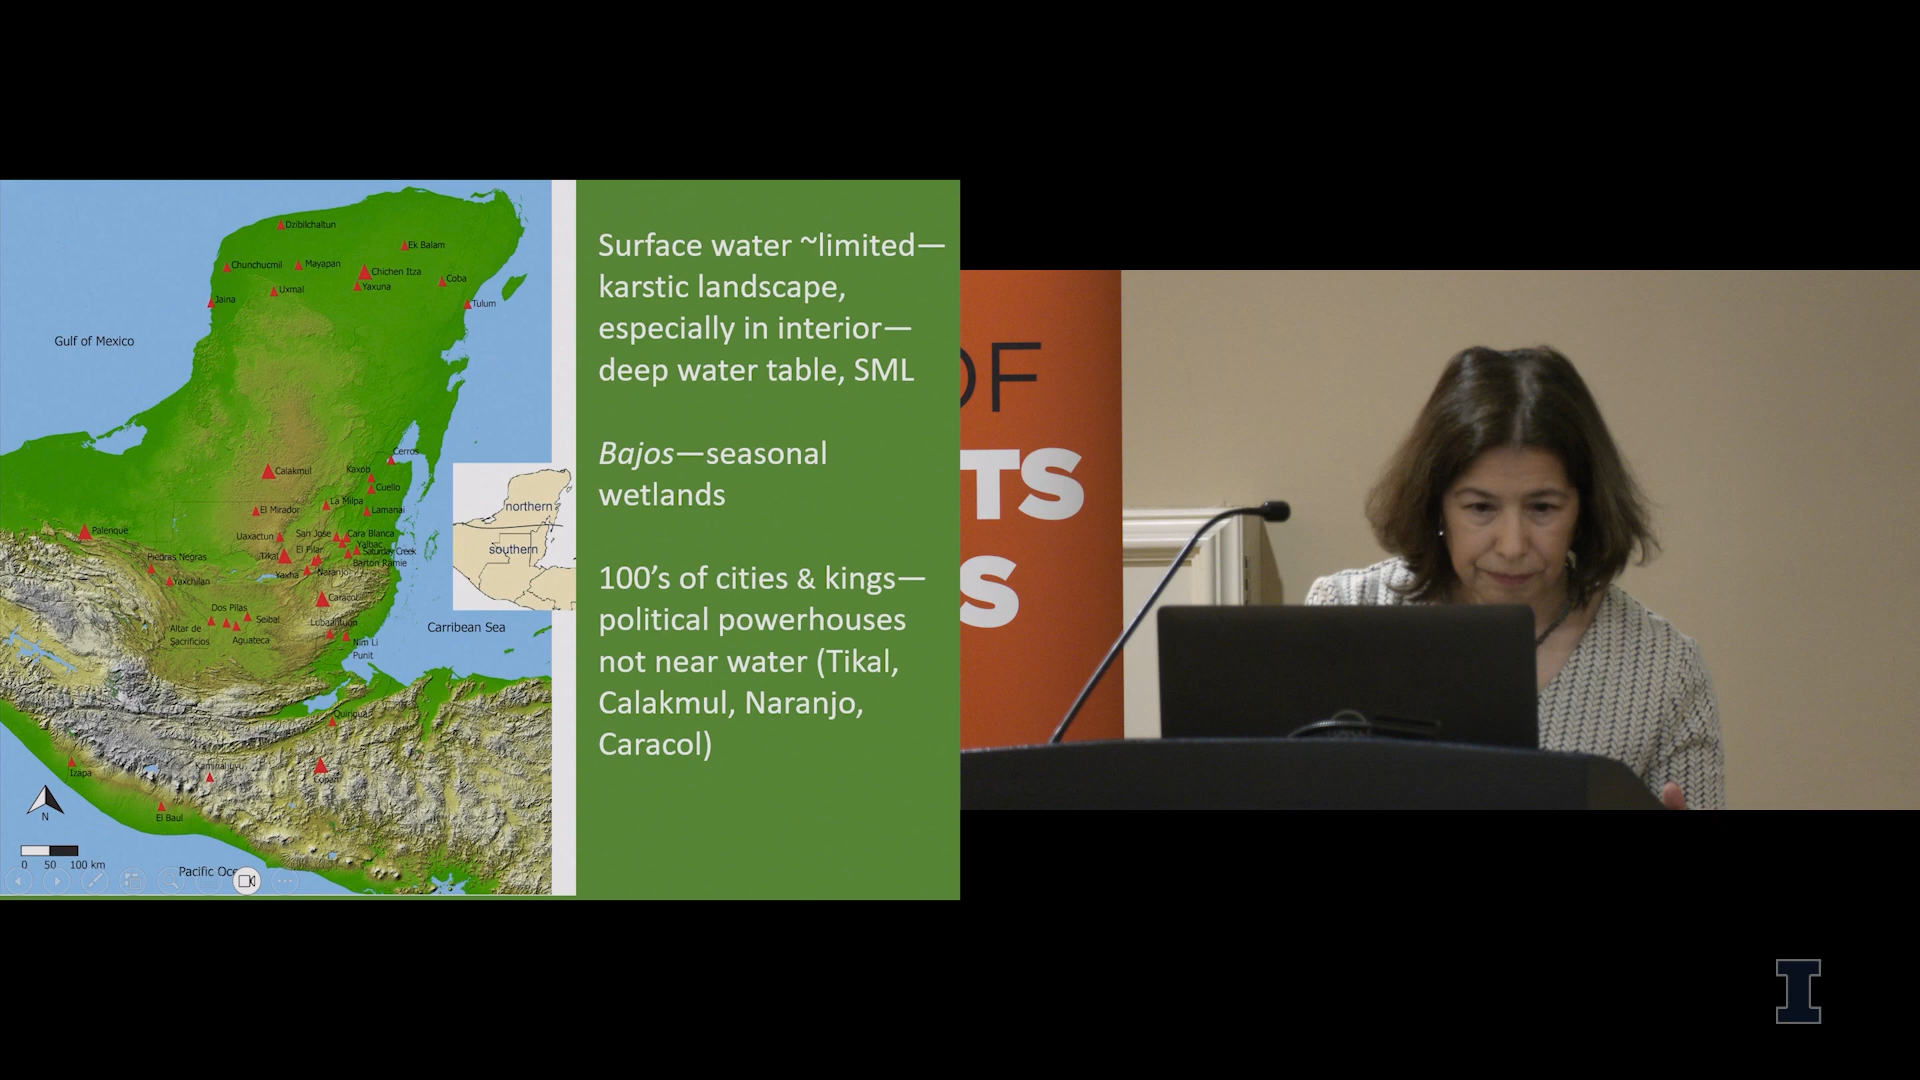 Dzibilchaltun
Ek Balam
Chunchucmil
Mayapan
Chichen Itza
Uxmal
Yaxuna
Coba
Jaina
Tulum
Gulf of Mexico
Cerros
Calakmul
Kaxob
Cuello
La Milpa
El Mirador
Lamanai
Palenque
Uaxactun
San Jose
Cara Blanca
Yalbac
Tikal
El Pilar
Saturday Creek
Piedras Negras
Barton Ramie
Yaxha
Naranjo
Yaxchilan
Caracol
Dos Pilas
Seibal
Lubaantuun
Altar de
Sacrificios
Aguateca
Nim Li
Punit
Carribean Sea
Quirigua
Izapa
Kaminaljuyu
Copan
El Baul
N
0 50 100 km
Pacific Oce
northern
southern
Surface water ~limited—
karstic landscape,
especially in interior—
deep water table, SML
Bajos—seasonal
wetlands
100’s of cities & kings—
political powerhouses
not near water (Tikal,
Calakmul, Naranjo,
Caracol)
OF
TS
S
I